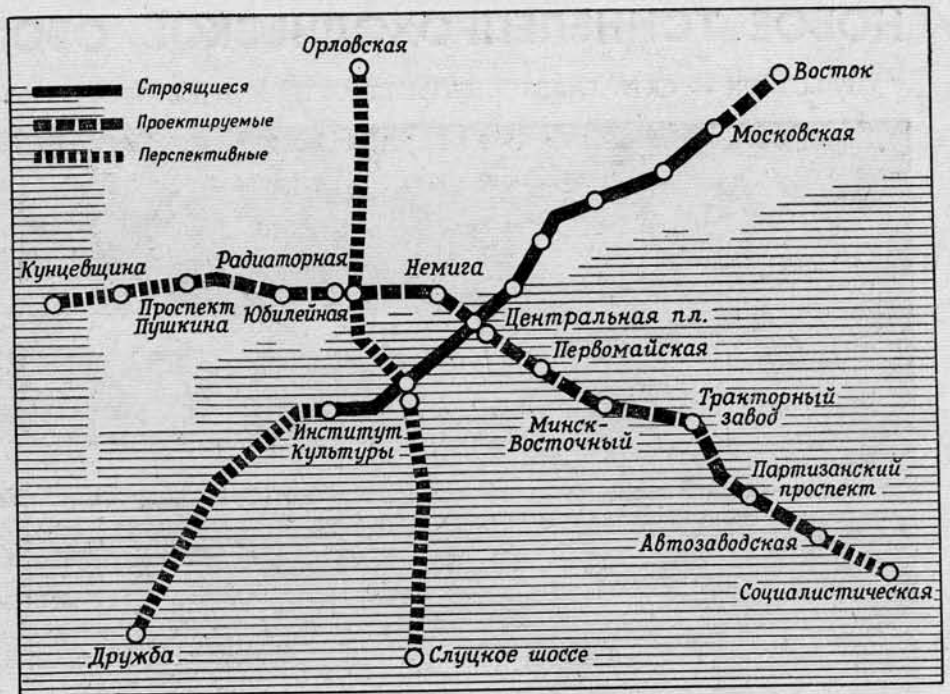 Орловская
Строящиеся
Проектируемые
Перспективные
Восток
Московская
Кунцевщина
Радиаторная
Немига
Проспект
Пушкина
Юбилейная
Центральная пл.
Первомайская
Институт
Культуры
Минск-
Восточный
Тракторный
завод
Партизанский
проспект
Автозаводская
Социалистическая
Дружба
Слуцкое шоссе